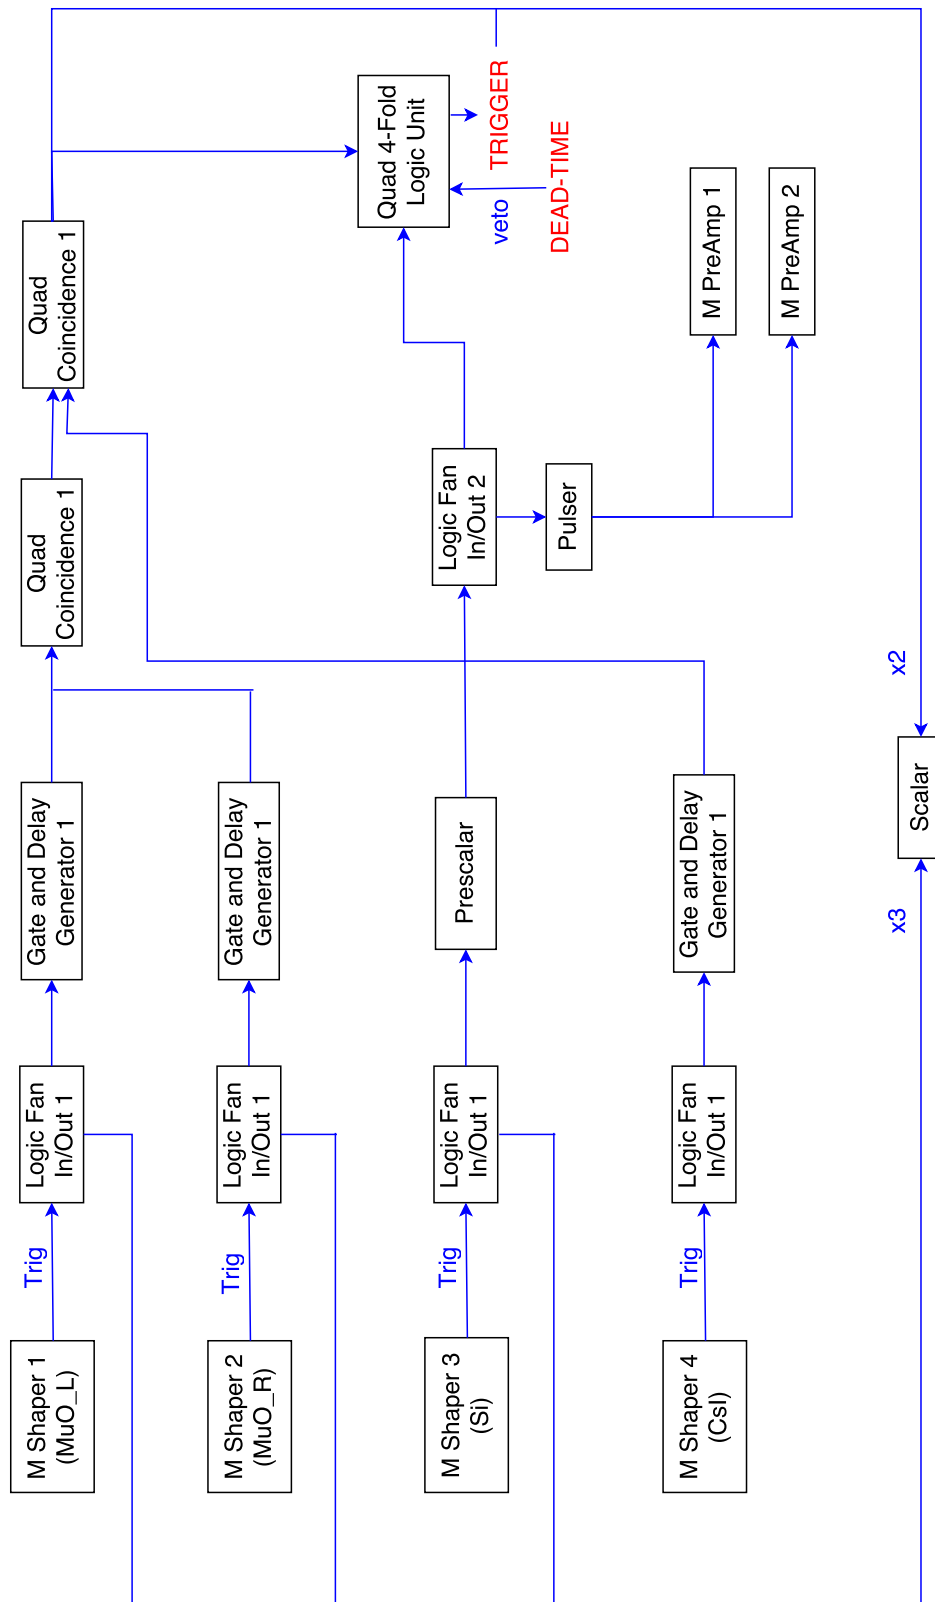 M Shaper 1
(MuO_L)
Trig
Logic Fan
In/Out 1
Gate and Delay
Generator 1
Quad
Coincidence 1
Quad
Coincidence 1
M Shaper 2
(MuO_R)
Trig
Logic Fan
In/Out 1
Gate and Delay
Generator 1
Quad 4-Fold
Logic Unit
TRIGGER
veto
DEAD-TIME
M Shaper 3
(Si)
Trig
Logic Fan
In/Out 1
Prescalar
Logic Fan
In/Out 2
Pulser
M PreAmp 1
M PreAmp 2
M Shaper 4
(CsI)
Trig
Logic Fan
In/Out 1
Gate and Delay
Generator 1
x3
Scalar
x2